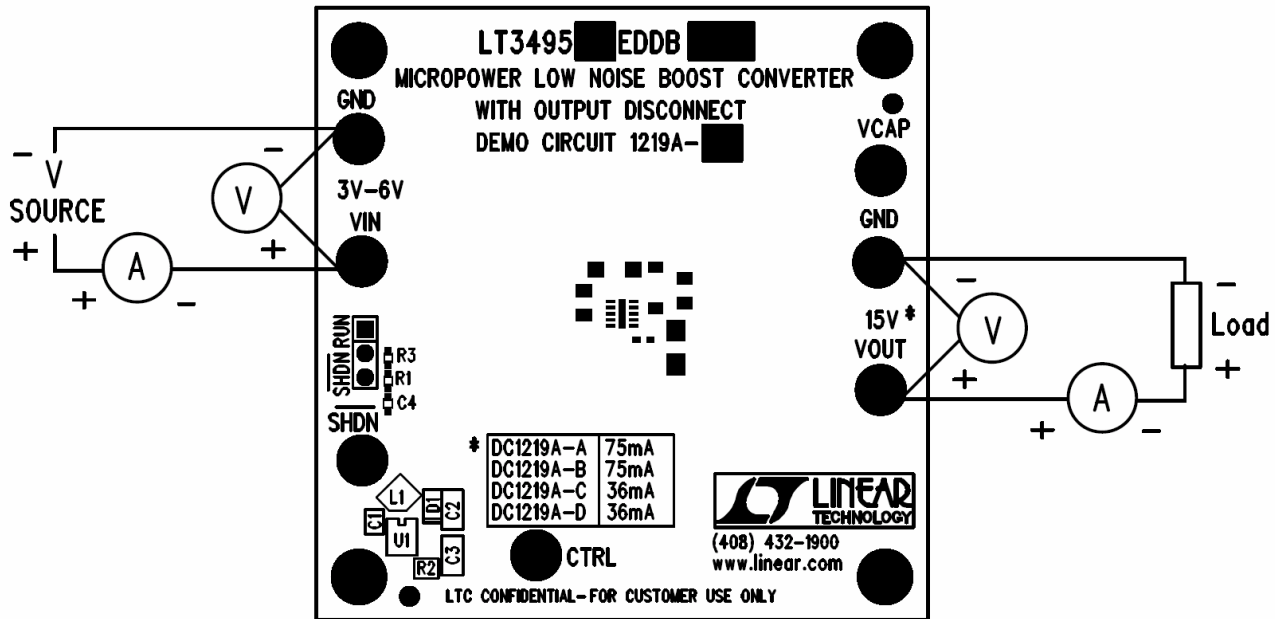 LT3495 EDDB
MICROPOWER LOW NOISE BOOST CONVERTER
WITH OUTPUT DISCONNECT
DEMO CIRCUIT 1219A-
GND
VCAP
- V
SOURCE
+
-
V
+
3V-6V
VIN
A
+ -
GND
15V *
VOUT
-
V
+
-
Load
+
A
+ -
RUN
SHDN
R3
R1
C4
SHDN
* DC1219A-A 75mA
DC1219A-B 75mA
DC1219A-C 36mA
DC1219A-D 36mA
L1
D1
C2
C1
U1
R2
C3
CTRL
LINEAR
TECHNOLOGY
(408) 432-1900
www.linear.com
LTC CONFIDENTIAL-FOR CUSTOMER USE ONLY